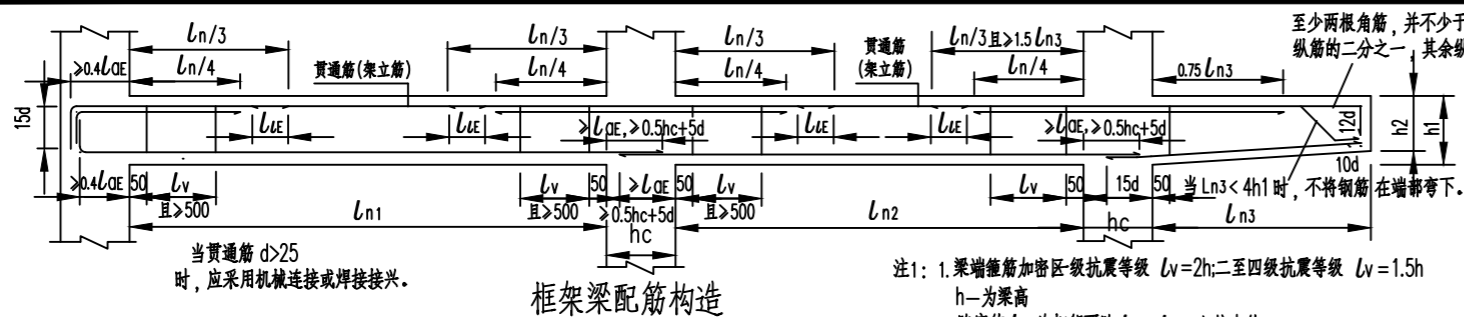 ln/3
ln/3
ln/3
ln/3且≥1.5ln3
至少两根角筋，并不少于
纵筋的二分之一，其余纵
≥0.4laE
ln/4
贯通筋(架立筋)
ln/4
ln/4
贯通筋
(架立筋)
ln/4
0.75ln3
15d
llE
llE
≥laE,≥0.5hc+5d
llE
llE
≥laE,≥0.5hc+5d
12d
h2
h1
10d
≥0.4laE
50
lv
且≥500
lv
且≥500
50
≥laE
≥0.5hc+5d
50
lv
且≥500
lv
且≥500
50
15d
50
当Ln3<4h1时，不将钢筋在端部弯下。
ln1
hc
ln2
hc
ln3
当贯通筋d>25
时，应采用机械连接或焊接接兴。
框架梁配筋构造
注1：1.梁端箍筋加密区一级抗震等级 lv=2h;二至四级抗震等级 lv=1.5h
h—为梁高